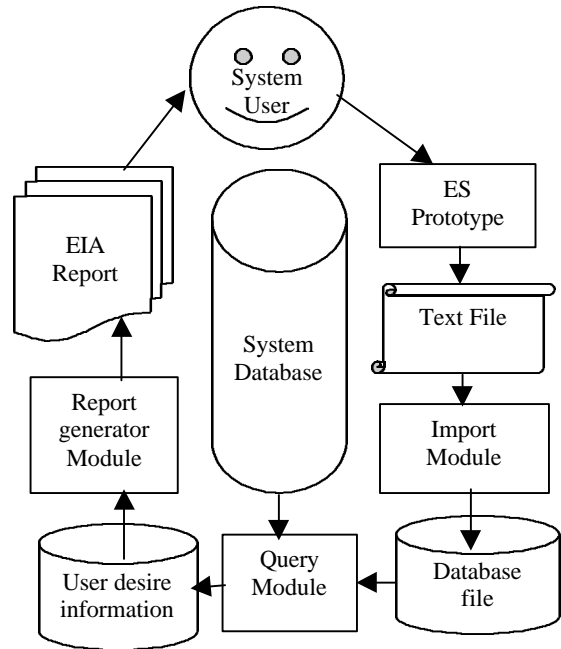 System
User
ES
Prototype
EIA
Report
Text File
System
Database
Report
generator
Module
Import
Module
Query
Module
User desire
information
Database
file